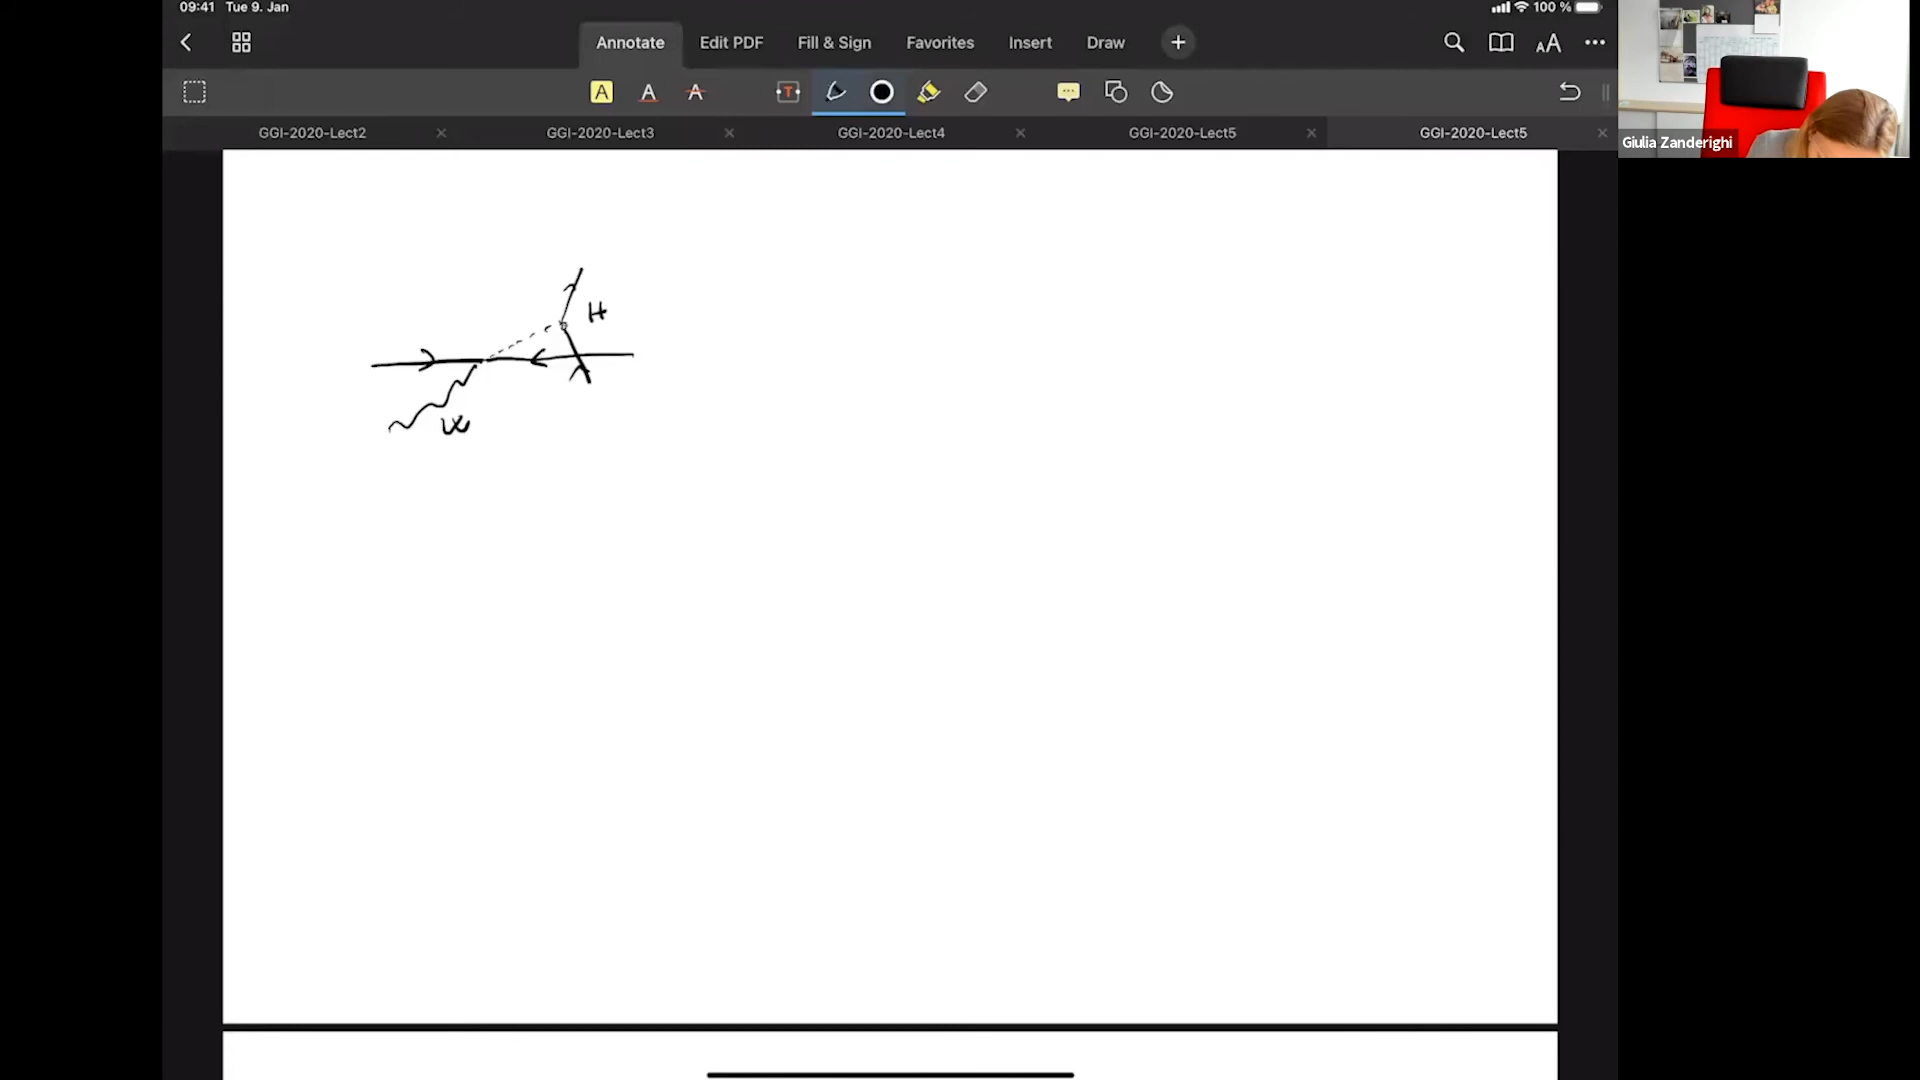 09:41 Tue 9. Jan 100 %
Annotate Edit PDF Fill & Sign Favorites Insert Draw
GGI-2020-Lect2 GGI-2020-Lect3 GGI-2020-Lect4 GGI-2020-Lect5 GGI-2020-Lect5
Giulia Zanderighi
H
W